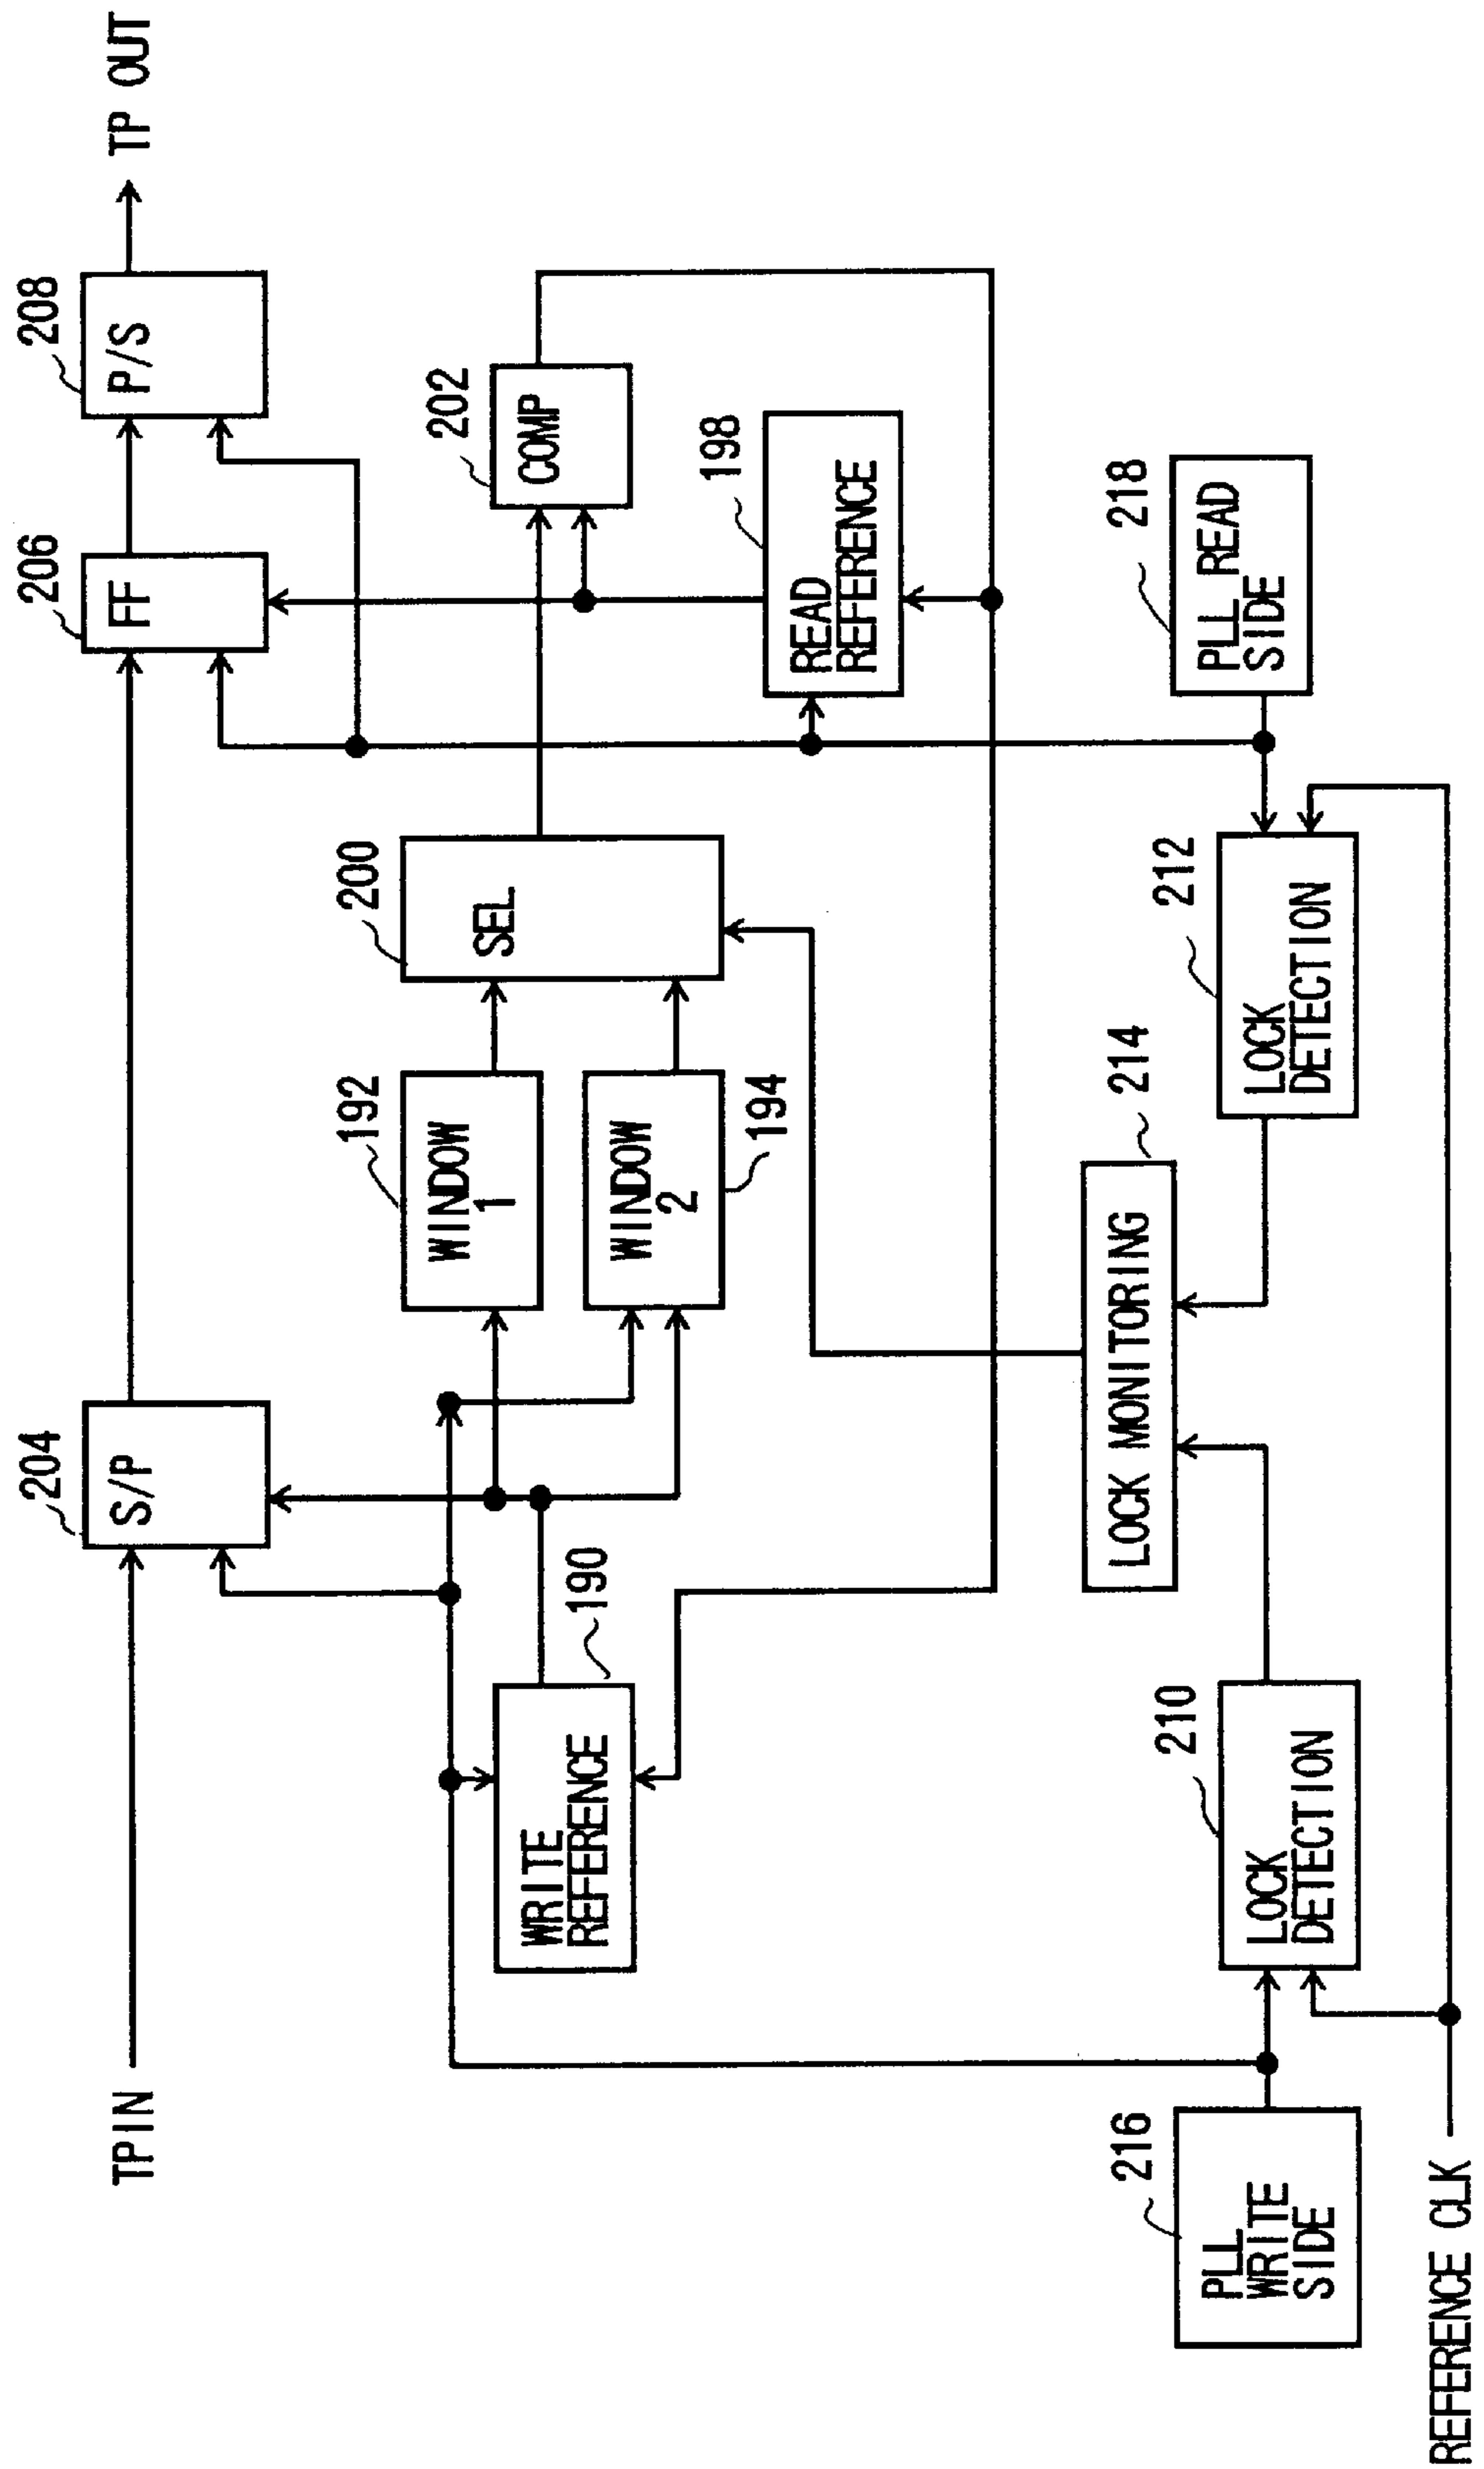 TPIN
204
S/P
206
FF
208
P/S
TP OUT
190
WRITE
REFERENCE
192
WINDOW
1
WINDOW
2
194
200
SEL
202
COMP
198
READ
REFERENCE
214
LOCK MONITORING
216
PLL
WRITE
SIDE
210
LOCK
DETECTION
212
LOCK
DETECTION
218
PLL READ
SIDE
REFERENCE CLK